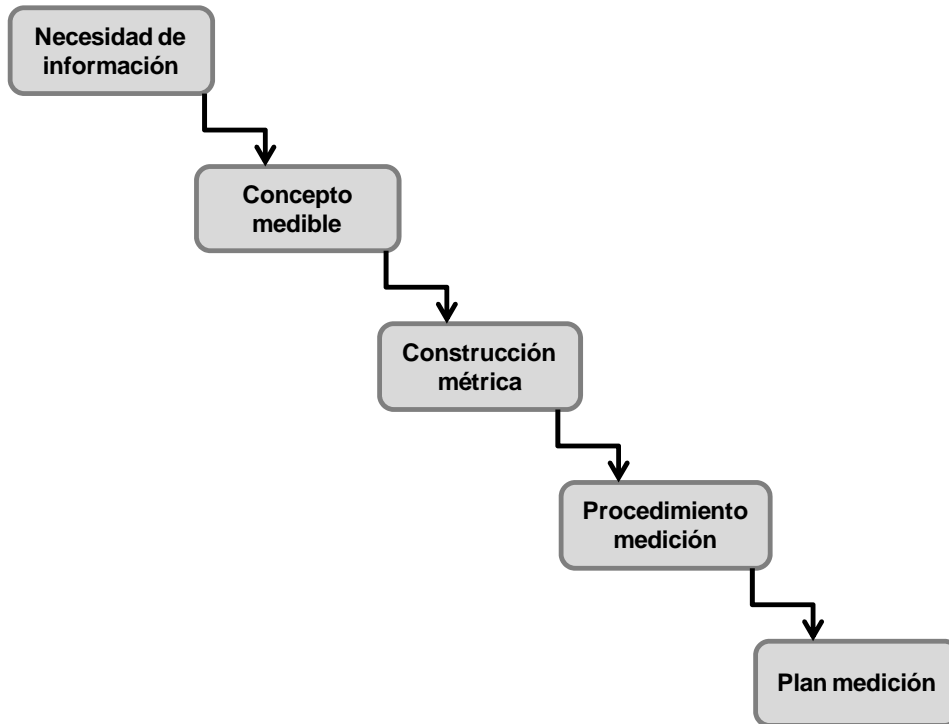 Necesidad de
información
Concepto
medible
Construcción
métrica
Procedimiento
medición
Plan medición